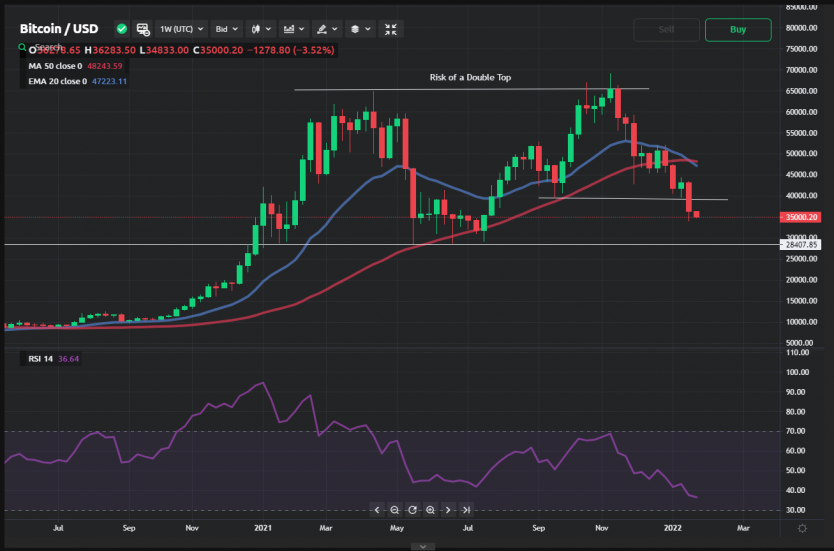 Bitcoin / USD
1W (UTC)
Bid
Sell
Buy
Search
H36283.50 L34833.00 C35000.20 −1278.80 (−3.52%)
MA 50 close 0 48243.59
EMA 20 close 0 47223.11
Risk of a Double Top
85000.00
80000.00
75000.00
70000.00
65000.00
60000.00
55000.00
50000.00
45000.00
40000.00
35000.20
30000.00
28407.85
25000.00
20000.00
15000.00
10000.00
5000.00
RSI 14 36.64
110.00
100.00
90.00
80.00
70.00
60.00
50.00
40.00
30.00
Jul Sep Nov 2021 Mar May Jul Sep Nov 2022 Mar